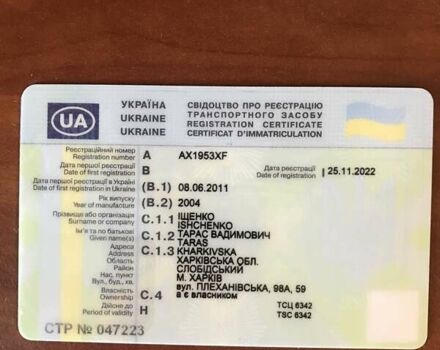 УКРАЇНА СВІДОЦТВО ПРО РЕЄСТРАЦІЮ
UKRAINE ТРАНСПОРТНОГО ЗАСОБУ
UKRAINE REGISTRATION CERTIFICATE
CERTIFICAT D'IMMATRICULATION
UA
Реєстраційний номер
Registration number A AX1953XF
Дата першої реєстрації
Date of first registration B
Дата реєстрації
Date of registration 25.11.2022
Дата першої реєстрації в Україні
Date of first registration in Ukraine (B.1) 08.06.2011
Рік випуску
Year of manufacture (B.2) 2004
Прізвище або організація
Surname or company C.1.1 ІЩЕНКО
ISHCHENKO
Ім'я та по батькові
Given name(s) C.1.2 ТАРАС ВАДИМОВИЧ
TARAS
Адреса
Address C.1.3 KHARKIVSKA
Область ХАРКІВСЬКА ОБЛ.
Район СЛОБІДСЬКИЙ
Нас. пункт М. ХАРКІВ
Вул., буд., кв. вул. ПЛЕХАНІВСЬКА, 98А, 59
Власність
Ownership C.4 а є власником
Дійсне до
Period of validity H
ТСЦ 6342
TSC 6342
СТР № 047223